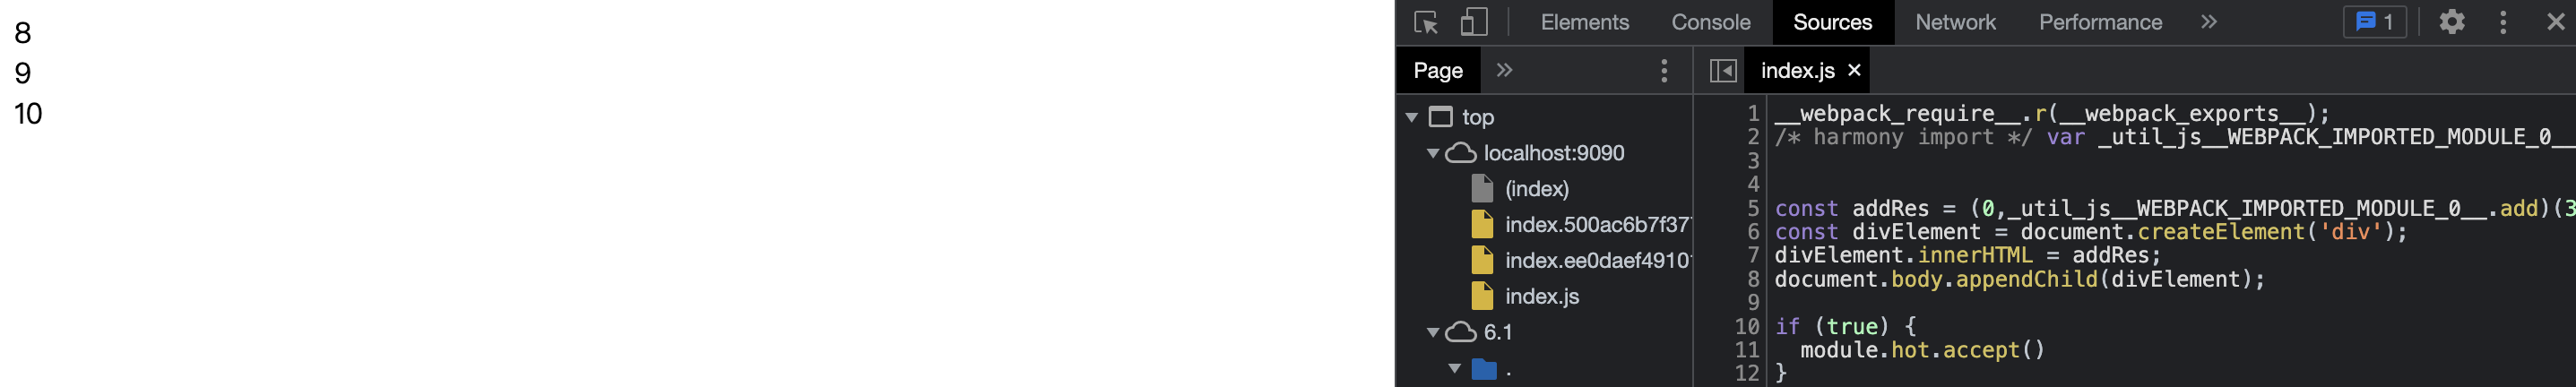 8
9
10
Elements Console Sources Network Performance » 1
Page »
index.js ×
top
localhost:9090
(index)
index.500ac6b7f37
index.ee0daef4910
index.js
6.1
.
1 __webpack_require__.r(__webpack_exports__);
2 /* harmony import */ var _util_js__WEBPACK_IMPORTED_MODULE_0__
3
4
5 const addRes = (0,_util_js__WEBPACK_IMPORTED_MODULE_0__.add)(3
6 const divElement = document.createElement('div');
7 divElement.innerHTML = addRes;
8 document.body.appendChild(divElement);
9
10 if (true) {
11 module.hot.accept()
12 }